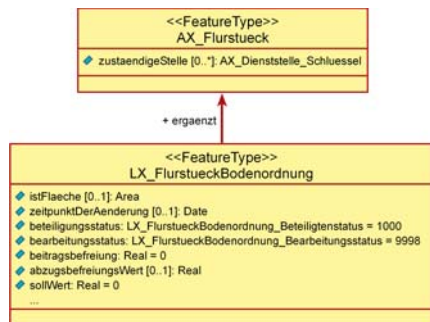 <<FeatureType>>
AX_Flurstueck
zustaendigeStelle [0..*]: AX_Dienststelle_Schluessel
+ ergaenzt
<<FeatureType>>
LX_FlurstueckBodenordnung
istFlaeche [0..1]: Area
zeitpunktDerAenderung [0..1]: Date
beteiligungsstatus: LX_FlurstueckBodenordnung_Beteiligtenstatus = 1000
bearbeitungsstatus: LX_FlurstueckBodenordnung_Bearbeitungsstatus = 9998
beitragsbefreiung: Real = 0
abzugsbefreiungsWert [0..1]: Real
sollWert: Real = 0
...